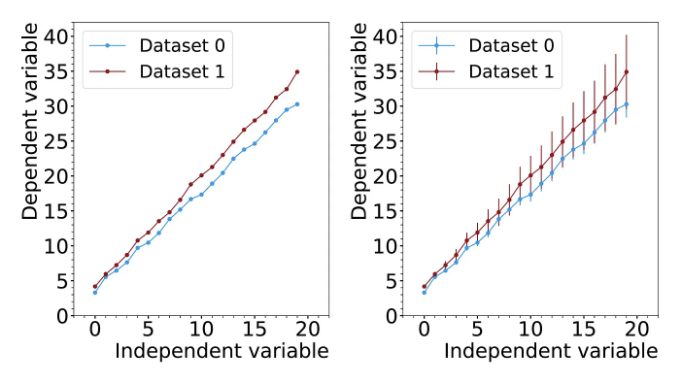 Dependent variable
40
35
30
25
20
15
10
5
0
Dataset 0
Dataset 1
0 5 10 15 20
Independent variable
Dependent variable
40
35
30
25
20
15
10
5
0
Dataset 0
Dataset 1
0 5 10 15 20
Independent variable